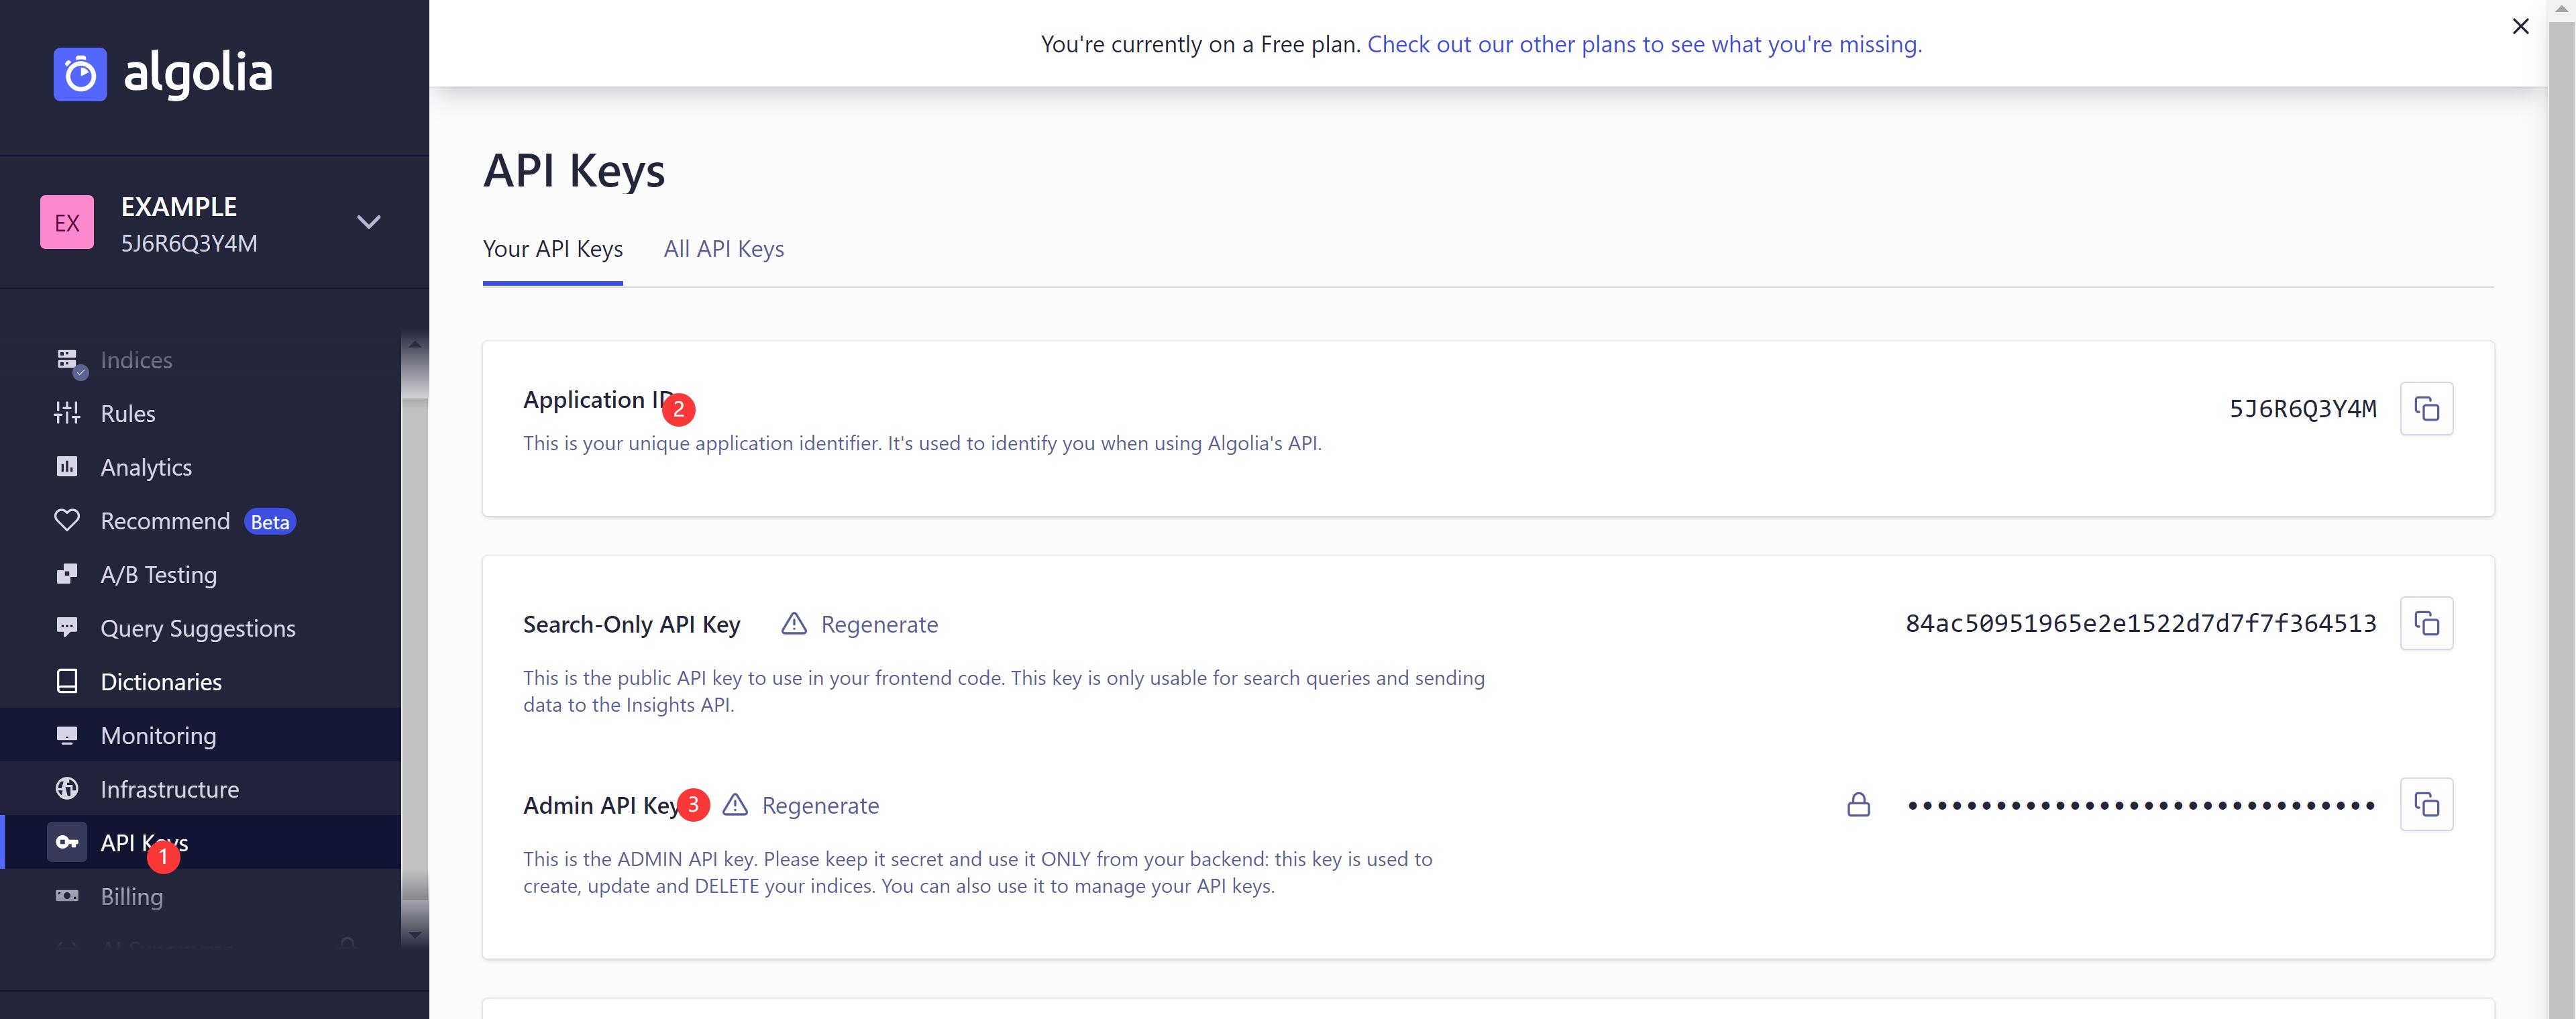 algolia
EX
EXAMPLE
5J6R6Q3Y4M
Indices
Rules
Analytics
Recommend Beta
A/B Testing
Query Suggestions
Dictionaries
Monitoring
Infrastructure
API Keys
1
Billing
You're currently on a Free plan. Check out our other plans to see what you're missing.
API Keys
Your API Keys All API Keys
Application ID 2 5J6R6Q3Y4M
This is your unique application identifier. It's used to identify you when using Algolia's API.
Search-Only API Key Regenerate 84ac50951965e2e1522d7d7f7f364513
This is the public API key to use in your frontend code. This key is only usable for search queries and sending
data to the Insights API.
Admin API Key 3 Regenerate ••••••••••••••••••••••••••••••••
This is the ADMIN API key. Please keep it secret and use it ONLY from your backend: this key is used to
create, update and DELETE your indices. You can also use it to manage your API keys.